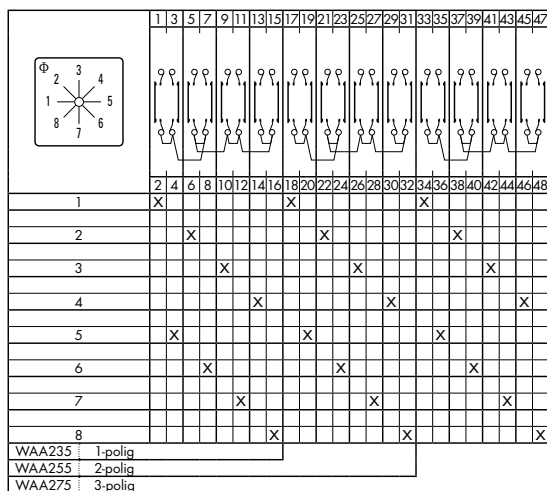 1 3 5 7 9 11 13 15 17 19 21 23 25 27 29 31 33 35 37 39 41 43 45 47
Φ
3
2 4
1 5
8 6
7
2 4 6 8 10 12 14 16 18 20 22 24 26 28 30 32 34 36 38 40 42 44 46 48
1 X X X
2 X X X
3 X X X
4 X X X
5 X X X
6 X X X
7 X X X
8 X X X
WAA235 1-polig
WAA255 2-polig
WAA275 3-polig